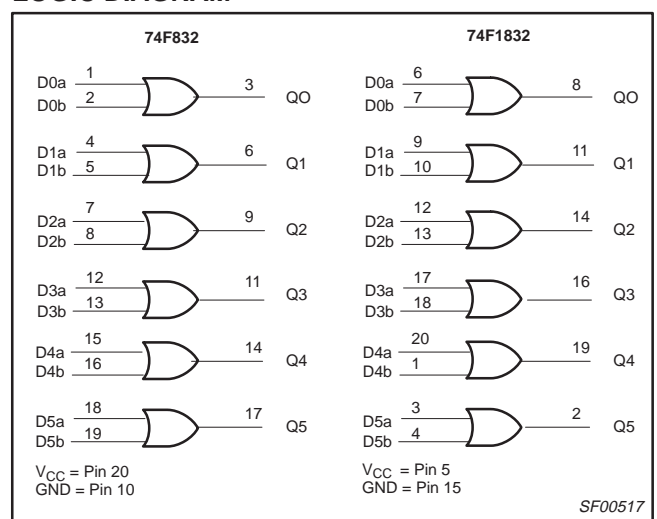 LOGIC DIAGRAM
74F832
D0a 1
D0b 2
3 QO
D1a 4
D1b 5
6 Q1
D2a 7
D2b 8
9 Q2
D3a 12
D3b 13
11 Q3
D4a 15
D4b 16
14 Q4
D5a 18
D5b 19
17 Q5
VCC = Pin 20
GND = Pin 10
74F1832
D0a 6
D0b 7
8 QO
D1a 9
D1b 10
11 Q1
D2a 12
D2b 13
14 Q2
D3a 17
D3b 18
16 Q3
D4a 20
D4b 1
19 Q4
D5a 3
D5b 4
2 Q5
VCC = Pin 5
GND = Pin 15
SF00517